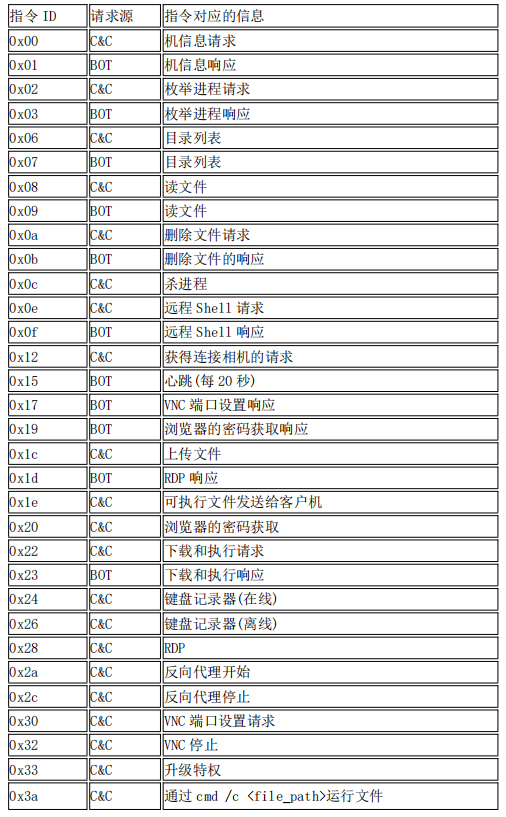 指令 ID 请求源 指令对应的信息
0x00 C&C 机信息请求
0x01 BOT 机信息响应
0x02 C&C 枚举进程请求
0x03 BOT 枚举进程响应
0x06 C&C 目录列表
0x07 BOT 目录列表
0x08 C&C 读文件
0x09 BOT 读文件
0x0a C&C 删除文件请求
0x0b BOT 删除文件的响应
0x0c C&C 杀进程
0x0e C&C 远程 Shell 请求
0x0f BOT 远程 Shell 响应
0x12 C&C 获得连接相机的请求
0x15 BOT 心跳(每 20 秒)
0x17 BOT VNC 端口设置响应
0x19 BOT 浏览器的密码获取响应
0x1c C&C 上传文件
0x1d BOT RDP 响应
0x1e C&C 可执行文件发送给客户机
0x20 C&C 浏览器的密码获取
0x22 C&C 下载和执行请求
0x23 BOT 下载和执行响应
0x24 C&C 键盘记录器(在线)
0x26 C&C 键盘记录器(离线)
0x28 C&C RDP
0x2a C&C 反向代理开始
0x2c C&C 反向代理停止
0x30 C&C VNC 端口设置请求
0x32 C&C VNC 停止
0x33 C&C 升级特权
0x3a C&C 通过 cmd /c <file_path>运行文件